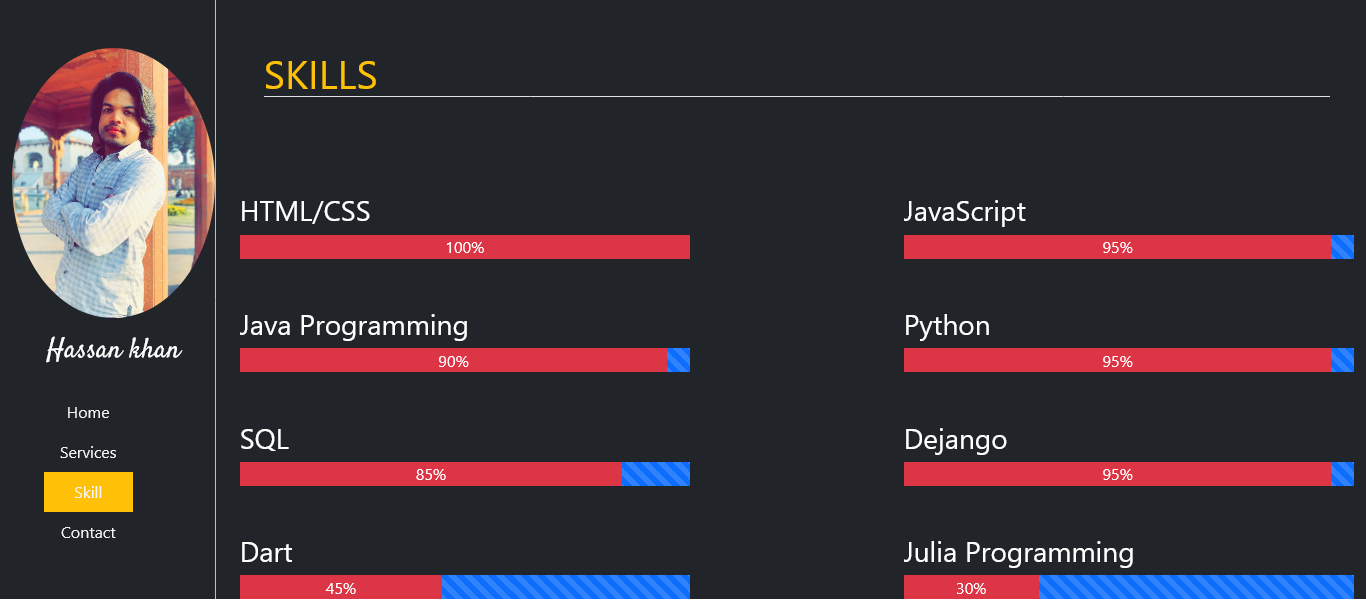 SKILLS
HTML/CSS
100%
JavaScript
95%
Java Programming
90%
Python
95%
SQL
85%
Dejango
95%
Dart
45%
Julia Programming
30%
Hassan khan
Home
Services
Skill
Contact